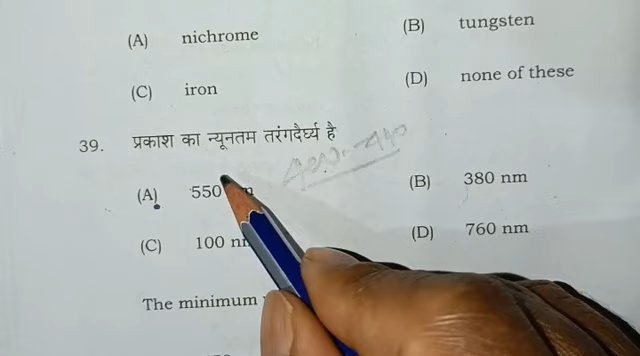 (A) nichrome (B) tungsten
(C) iron (D) none of these
39. प्रकाश का न्यूनतम तरंगदैर्घ्य है
(A) 550 (B) 380 nm
(C) 100 (D) 760 nm
The minimum